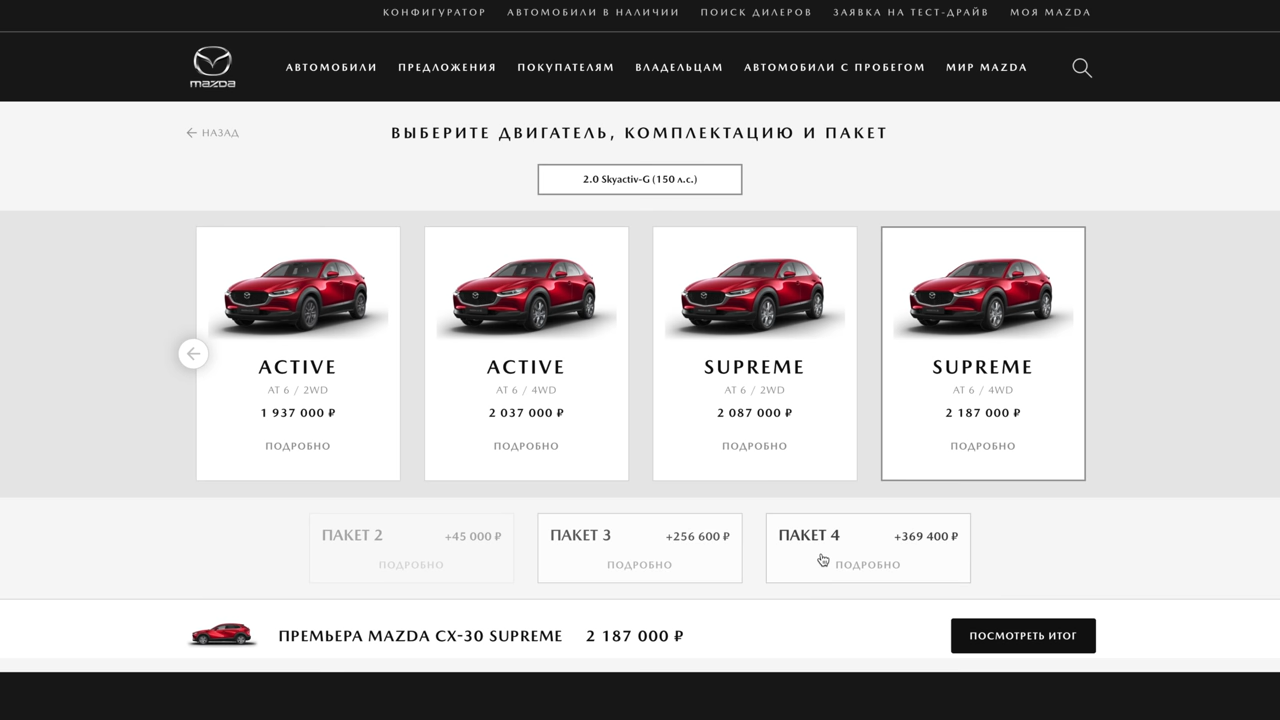 КОНФИГУРАТОР АВТОМОБИЛИ В НАЛИЧИИ ПОИСК ДИЛЕРОВ ЗАЯВКА НА ТЕСТ-ДРАЙВ МОЯ MAZDA
mazda АВТОМОБИЛИ ПРЕДЛОЖЕНИЯ ПОКУПАТЕЛЯМ ВЛАДЕЛЬЦАМ АВТОМОБИЛИ С ПРОБЕГОМ МИР MAZDA
НАЗАД ВЫБЕРИТЕ ДВИГАТЕЛЬ, КОМПЛЕКТАЦИЮ И ПАКЕТ
2.0 Skyactiv-G (150 л.с.)
ACTIVE ACTIVE SUPREME SUPREME
AT 6 / 2WD AT 6 / 4WD AT 6 / 2WD AT 6 / 4WD
1 937 000 ₽ 2 037 000 ₽ 2 087 000 ₽ 2 187 000 ₽
ПОДРОБНО ПОДРОБНО ПОДРОБНО ПОДРОБНО
ПАКЕТ 2 +45 000 ₽ ПАКЕТ 3 +256 600 ₽ ПАКЕТ 4 +369 400 ₽
ПОДРОБНО ПОДРОБНО ПОДРОБНО
ПРЕМЬЕРА MAZDA CX-30 SUPREME 2 187 000 ₽ ПОСМОТРЕТЬ ИТОГ